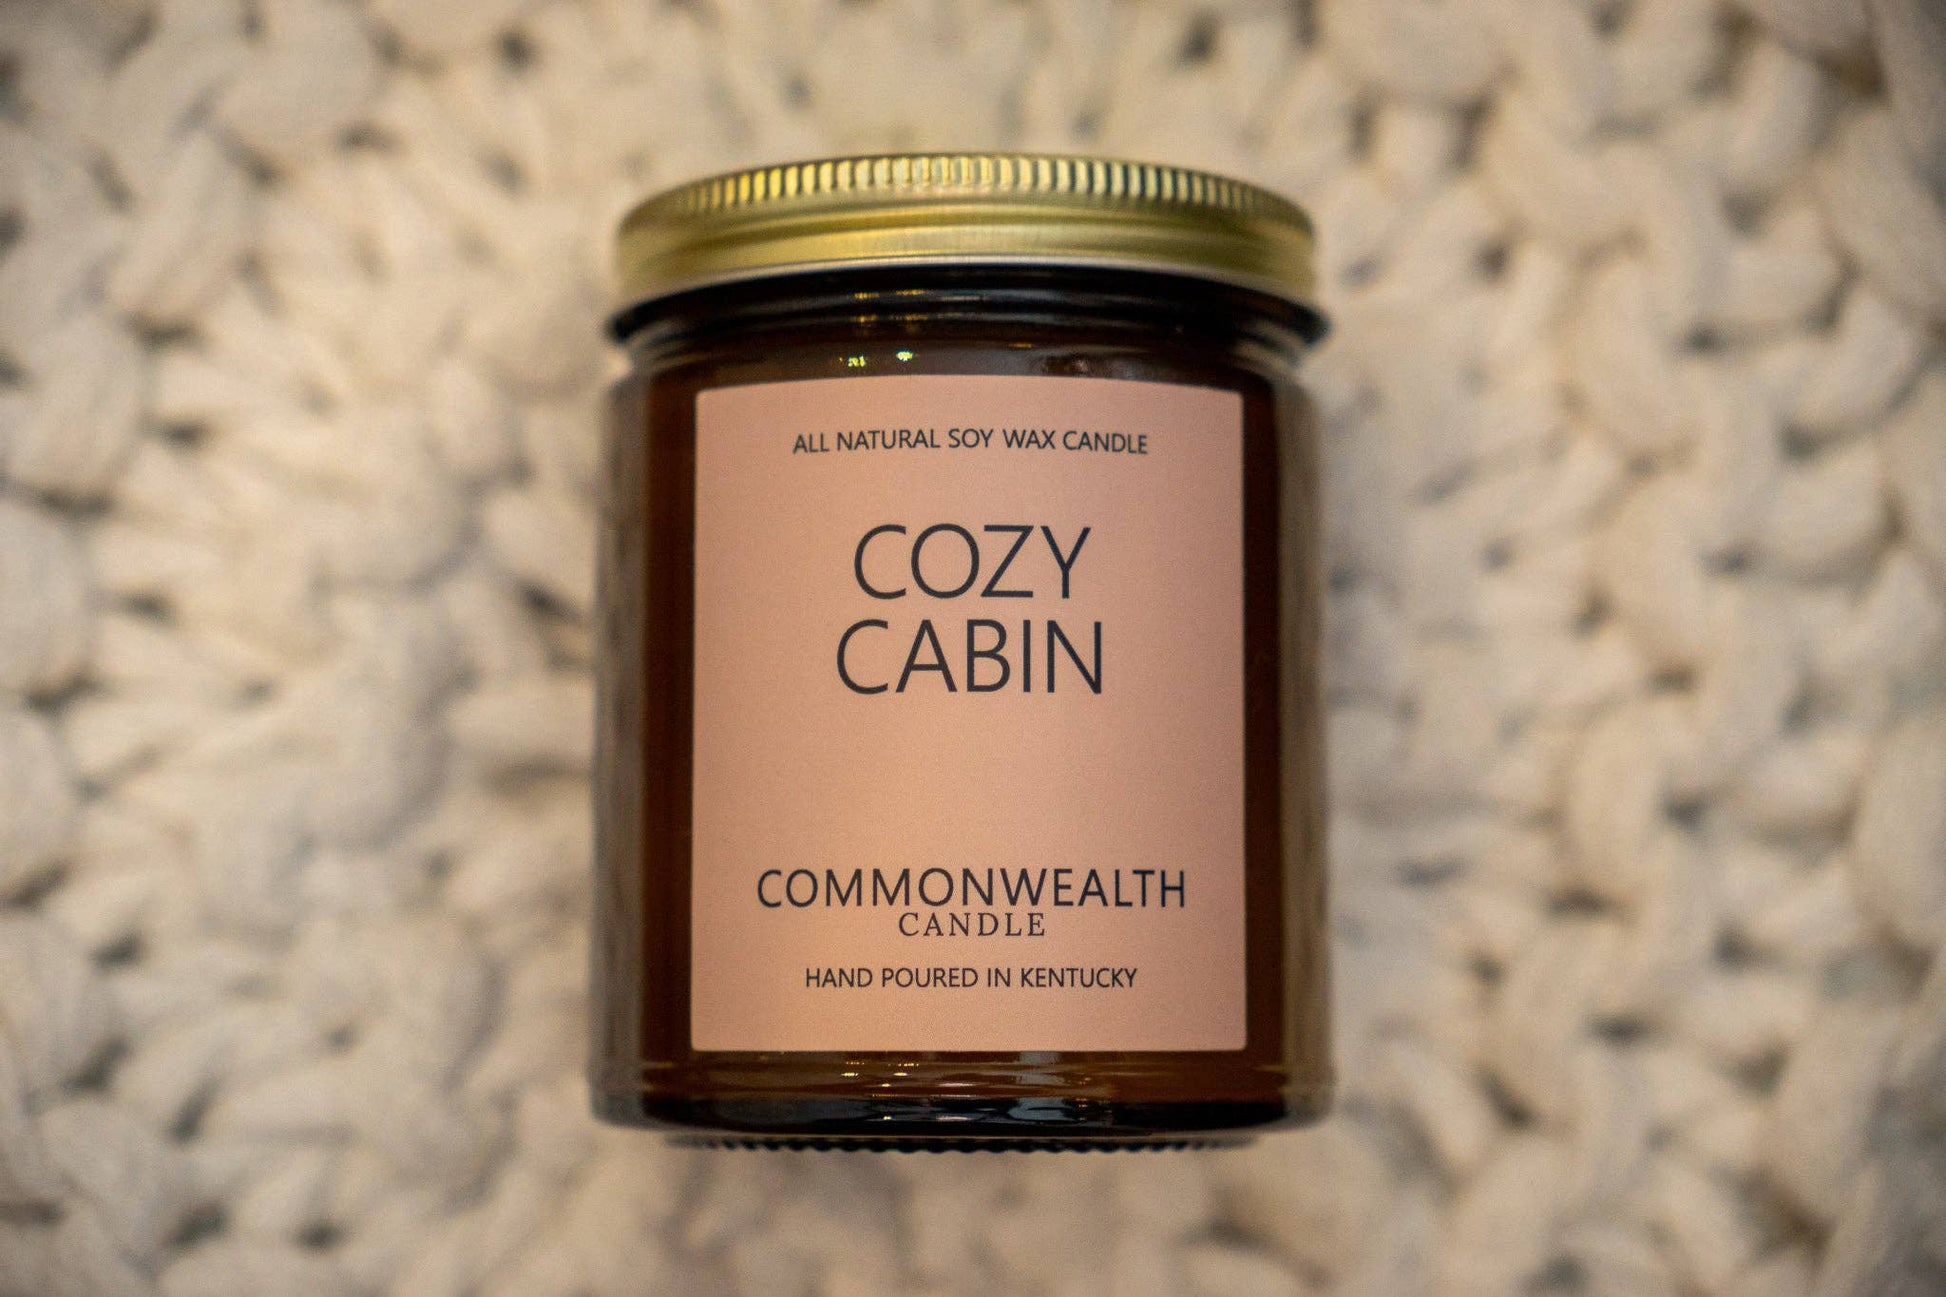 ALL NATURAL SOY WAX CANDLE
COZY
CABIN
COMMONWEALTH
CANDLE
HAND POURED IN KENTUCKY